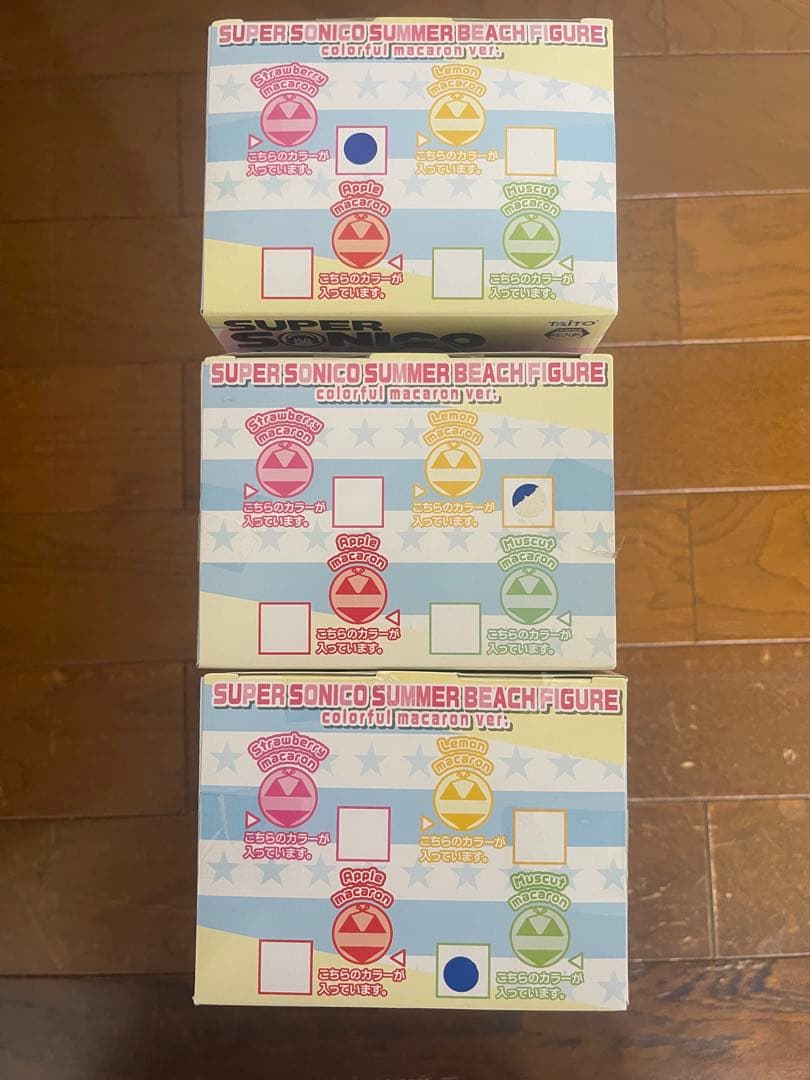 SUPER SONICO SUMMER BEACH FIGURE
colorful macaron ver.
Strawberry
macaron
こちらのカラーが
入っています。
Lemon
macaron
こちらのカラーが
入っています。
Apple
macaron
こちらのカラーが
入っています。
Muscut
macaron
こちらのカラーが
入っています。
SUPER
SONICO
TAITO
SUPER SONICO SUMMER BEACH FIGURE
colorful macaron ver.
Strawberry
macaron
こちらのカラーが
入っています。
Lemon
macaron
こちらのカラーが
入っています。
Apple
macaron
こちらのカラーが
入っています。
Muscut
macaron
こちらのカラーが
入っています。
SUPER SONICO SUMMER BEACH FIGURE
colorful macaron ver.
Strawberry
macaron
こちらのカラーが
入っています。
Lemon
macaron
こちらのカラーが
入っています。
Apple
macaron
こちらのカラーが
入っています。
Muscut
macaron
こちらのカラーが
入っています。